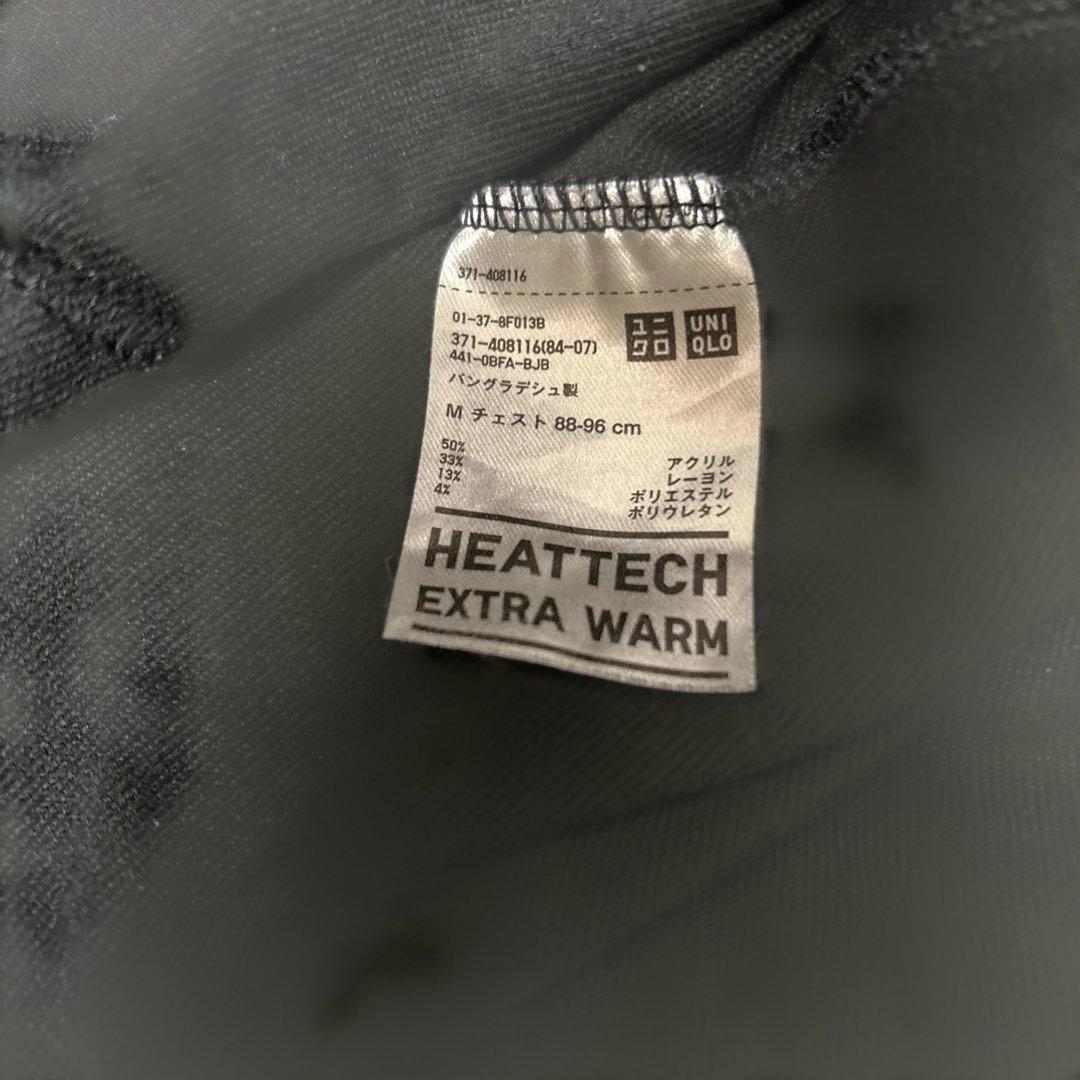 371-408116
01-37-8F013B
371-408116(84-07)
441-0BFA-BJB
ユニクロ
UNIQLO
バングラデシュ製
M チェスト 88-96 cm
50% アクリル
33% レーヨン
13% ポリエステル
4% ポリウレタン
HEATTECH
EXTRA WARM